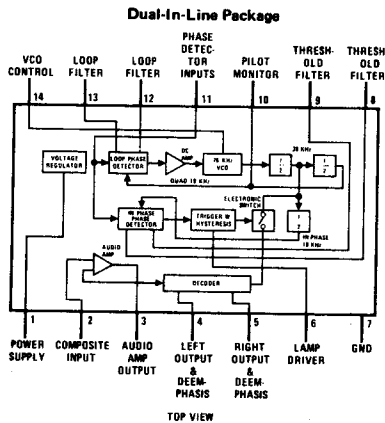 Dual-In-Line Package
VCO
CONTROL
LOOP
FILTER
LOOP
FILTER
PHASE
DETEC-
TOR
INPUTS
PILOT
MONITOR
THRESH-
OLD
FILTER
THRESH
OLD
FILTER
14
13
12
11
10
9
8
VOLTAGE
REGULATOR
LOOP PHASE
DETECTOR
DC
AMP
76 KHz
VCO
1
2
38 KHz
1
2
QUAD 19 KHz
ELECTRONIC
SWITCH
IN PHASE
PHASE
DETECTOR
TRIGGER W
HYSTERESIS
1
2
IN PHASE
19 KHz
AUDIO
AMP
DECODER
1
2
3
4
5
6
7
POWER
SUPPLY
COMPOSITE
INPUT
AUDIO
AMP
OUTPUT
LEFT
OUTPUT
&
DEEM-
PHASIS
RIGHT
OUTPUT
&
DEEM-
PHASIS
LAMP
DRIVER
GND
TOP VIEW